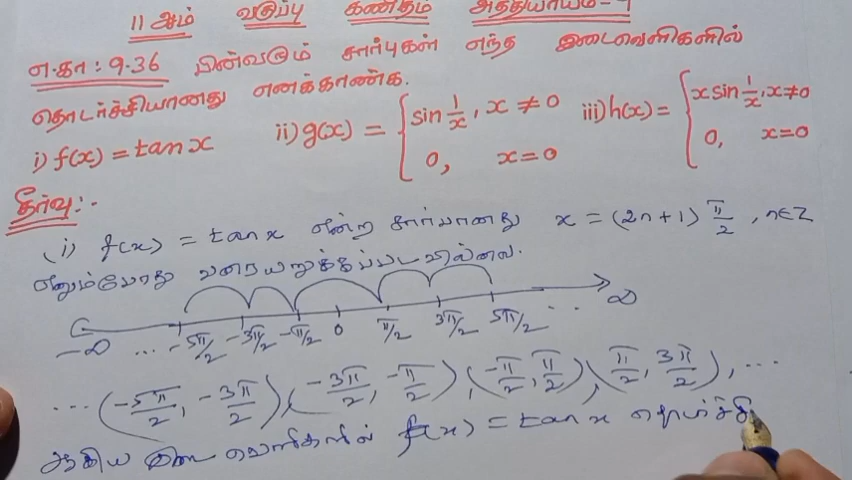 11 ஆம் வகுப்பு கணிதம் அத்தியாயம்-9
எ.கா : 9.36 பின்வரும் சார்புகள் எந்த இடைவெளிகளில்
தொடர்ச்சியானது எனக்காண்க.
i) f(x) = tan x ii) g(x) = { sin 1/x, x ≠ 0 iii) h(x) = { x sin 1/x, x ≠ 0
0, x = 0 0, x = 0
தீர்வு:-
(i) f(x) = tan x என்ற சார்பானது x = (2n+1) π/2, n∈Z
எனும்போது வரையறுக்கப்படவில்லை.
-∞ ... -5π/2 -3π/2 -π/2 0 π/2 3π/2 5π/2 ... ∞
... (-5π/2, -3π/2), (-3π/2, -π/2), (-π/2, π/2), (π/2, 3π/2), ...
ஆகிய இடைவெளிகளில் f(x) = tan x தொடர்ச்சி